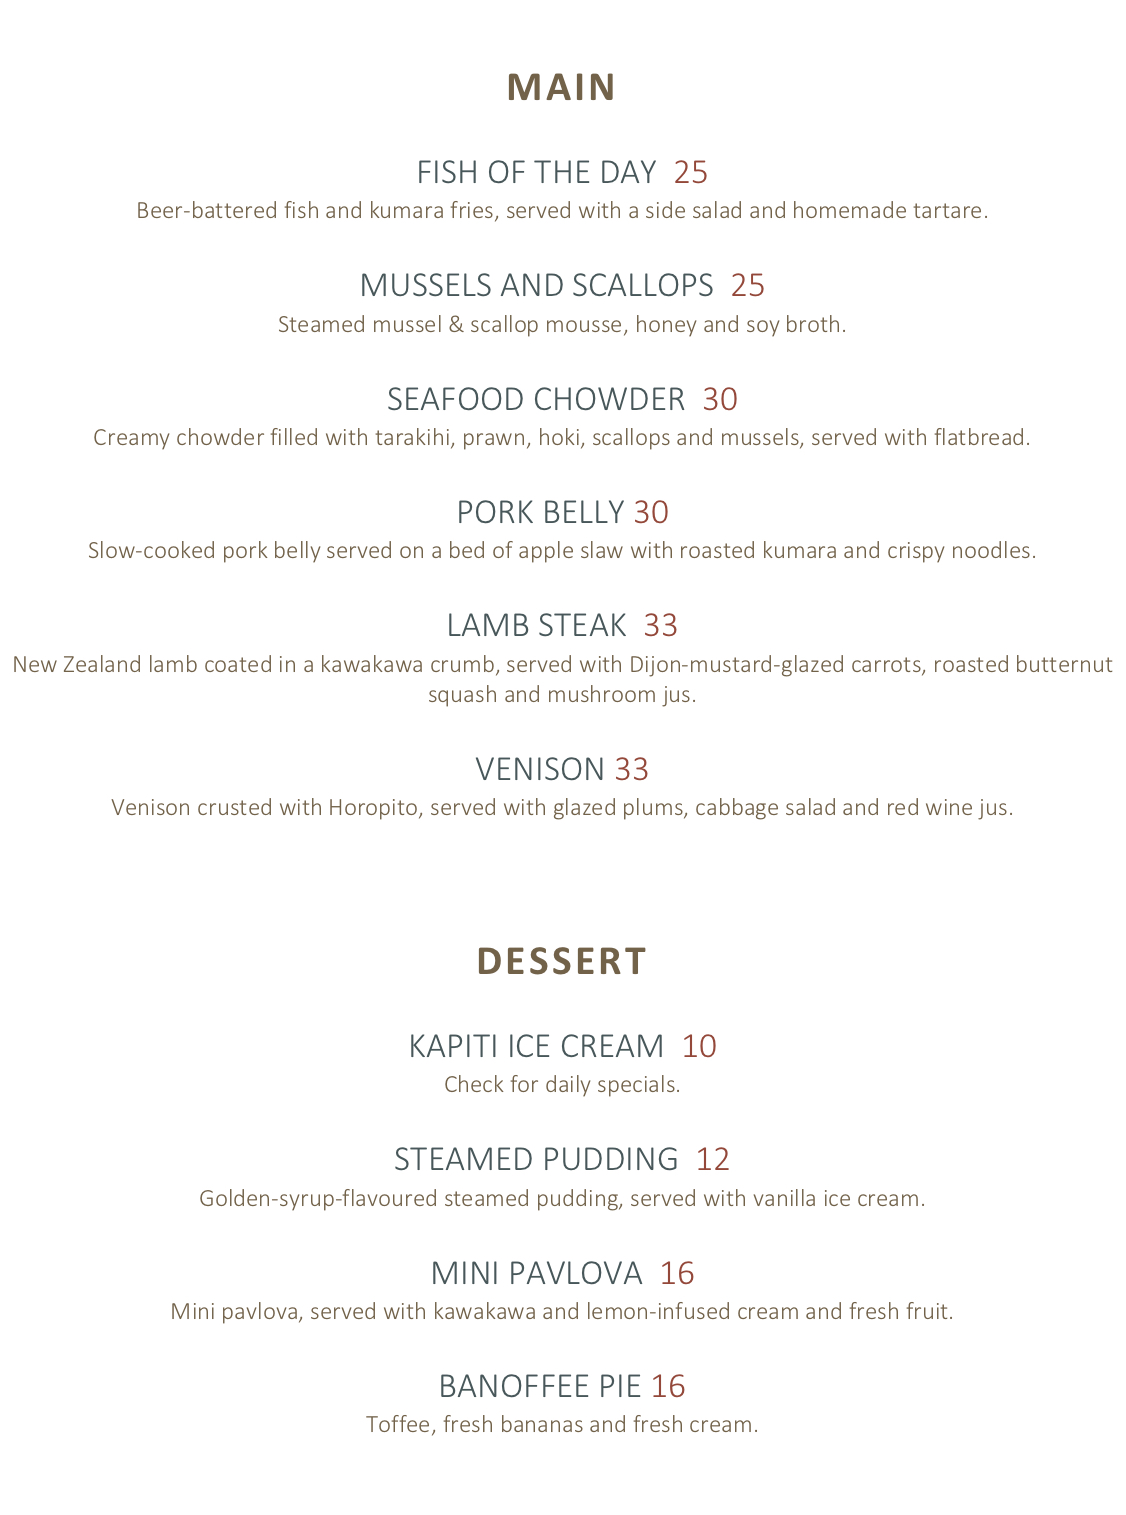 MAIN
FISH OF THE DAY 25
Beer-battered fish and kumara fries, served with a side salad and homemade tartare.
MUSSELS AND SCALLOPS 25
Steamed mussel & scallop mousse, honey and soy broth.
SEAFOOD CHOWDER 30
Creamy chowder filled with tarakihi, prawn, hoki, scallops and mussels, served with flatbread.
PORK BELLY 30
Slow-cooked pork belly served on a bed of apple slaw with roasted kumara and crispy noodles.
LAMB STEAK 33
New Zealand lamb coated in a kawakawa crumb, served with Dijon-mustard-glazed carrots, roasted butternut
squash and mushroom jus.
VENISON 33
Venison crusted with Horopito, served with glazed plums, cabbage salad and red wine jus.
DESSERT
KAPITI ICE CREAM 10
Check for daily specials.
STEAMED PUDDING 12
Golden-syrup-flavoured steamed pudding, served with vanilla ice cream.
MINI PAVLOVA 16
Mini pavlova, served with kawakawa and lemon-infused cream and fresh fruit.
BANOFFEE PIE 16
Toffee, fresh bananas and fresh cream.